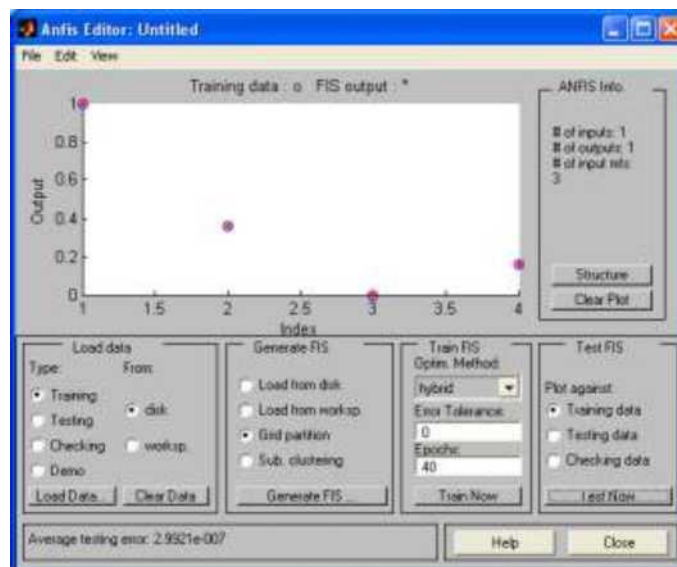 Anfis Editor: Untitled
File Edit View
Training data : o FIS output : *
1
0.8
0.6
0.4
0.2
0
Output
1 1.5 2 2.5 3 3.5 4
Index
ANFIS Info.
# of inputs: 1
# of outputs: 1
# of input mfs:
3
Structure
Clear Plot
Load data
Type: From:
Training
Testing
Checking
Demo
disk
worksp.
Load Data... Clear Data
Generate FIS
Load from disk
Load from worksp.
Grid partition
Sub. clustering
Generate FIS ...
Train FIS
Optim. Method:
hybrid
Error Tolerance:
0
Epochs:
40
Train Now
Test FIS
Plot against:
Training data
Testing data
Checking data
Test Now
Average testing error: 2.9921e-007
Help
Close